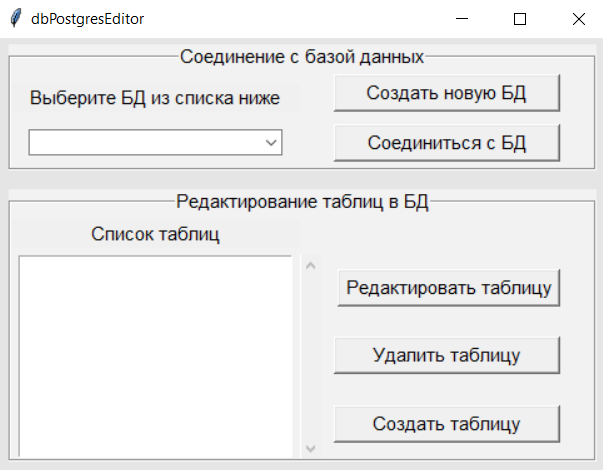 dbPostgresEditor
Соединение с базой данных
Выберите БД из списка ниже
Создать новую БД
Соединиться с БД
Редактирование таблиц в БД
Список таблиц
Редактировать таблицу
Удалить таблицу
Создать таблицу